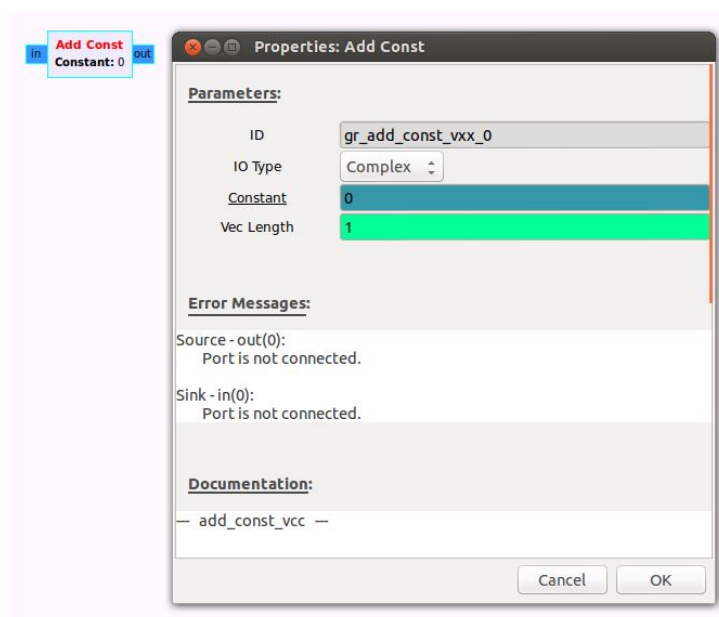 in
Add Const
Constant: 0
out
Properties: Add Const
Parameters:
ID
gr_add_const_vxx_0
IO Type
Complex
Constant
0
Vec Length
1
Error Messages:
Source - out(0):
Port is not connected.
Sink - in(0):
Port is not connected.
Documentation:
--- add_const_vcc ---
Cancel
OK